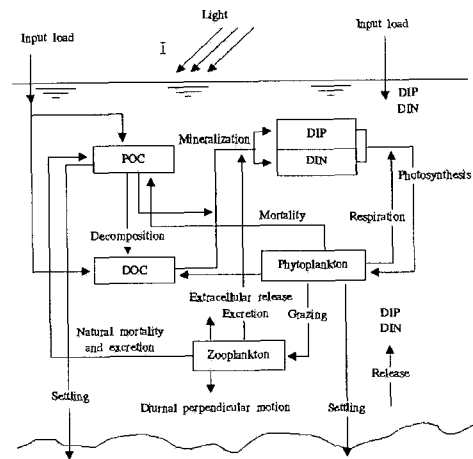 Light
Input load
I
Input load
DIP
DIN
Mineralization
DIP
DIN
POC
Photosynthesis
Mortality
Respiration
Decomposition
DOC
Phytoplankton
Extracellular release
Excretion
Grazing
DIP
DIN
Natural mortality
and excretion
Zooplankton
Release
Settling
Diurnal perpendicular motion
Settling